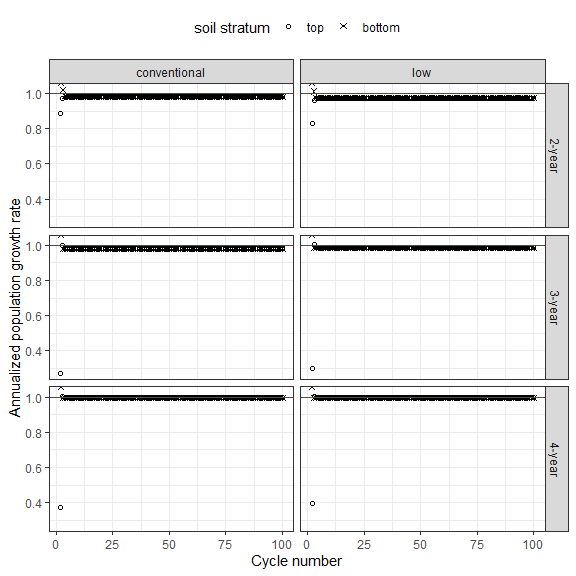 soil stratum top bottom
conventional low
1.0
0.8
0.6
0.4
2-year
1.0
0.8
0.6
0.4
3-year
1.0
0.8
0.6
0.4
4-year
Annualized population growth rate
0 25 50 75 100 0 25 50 75 100
Cycle number